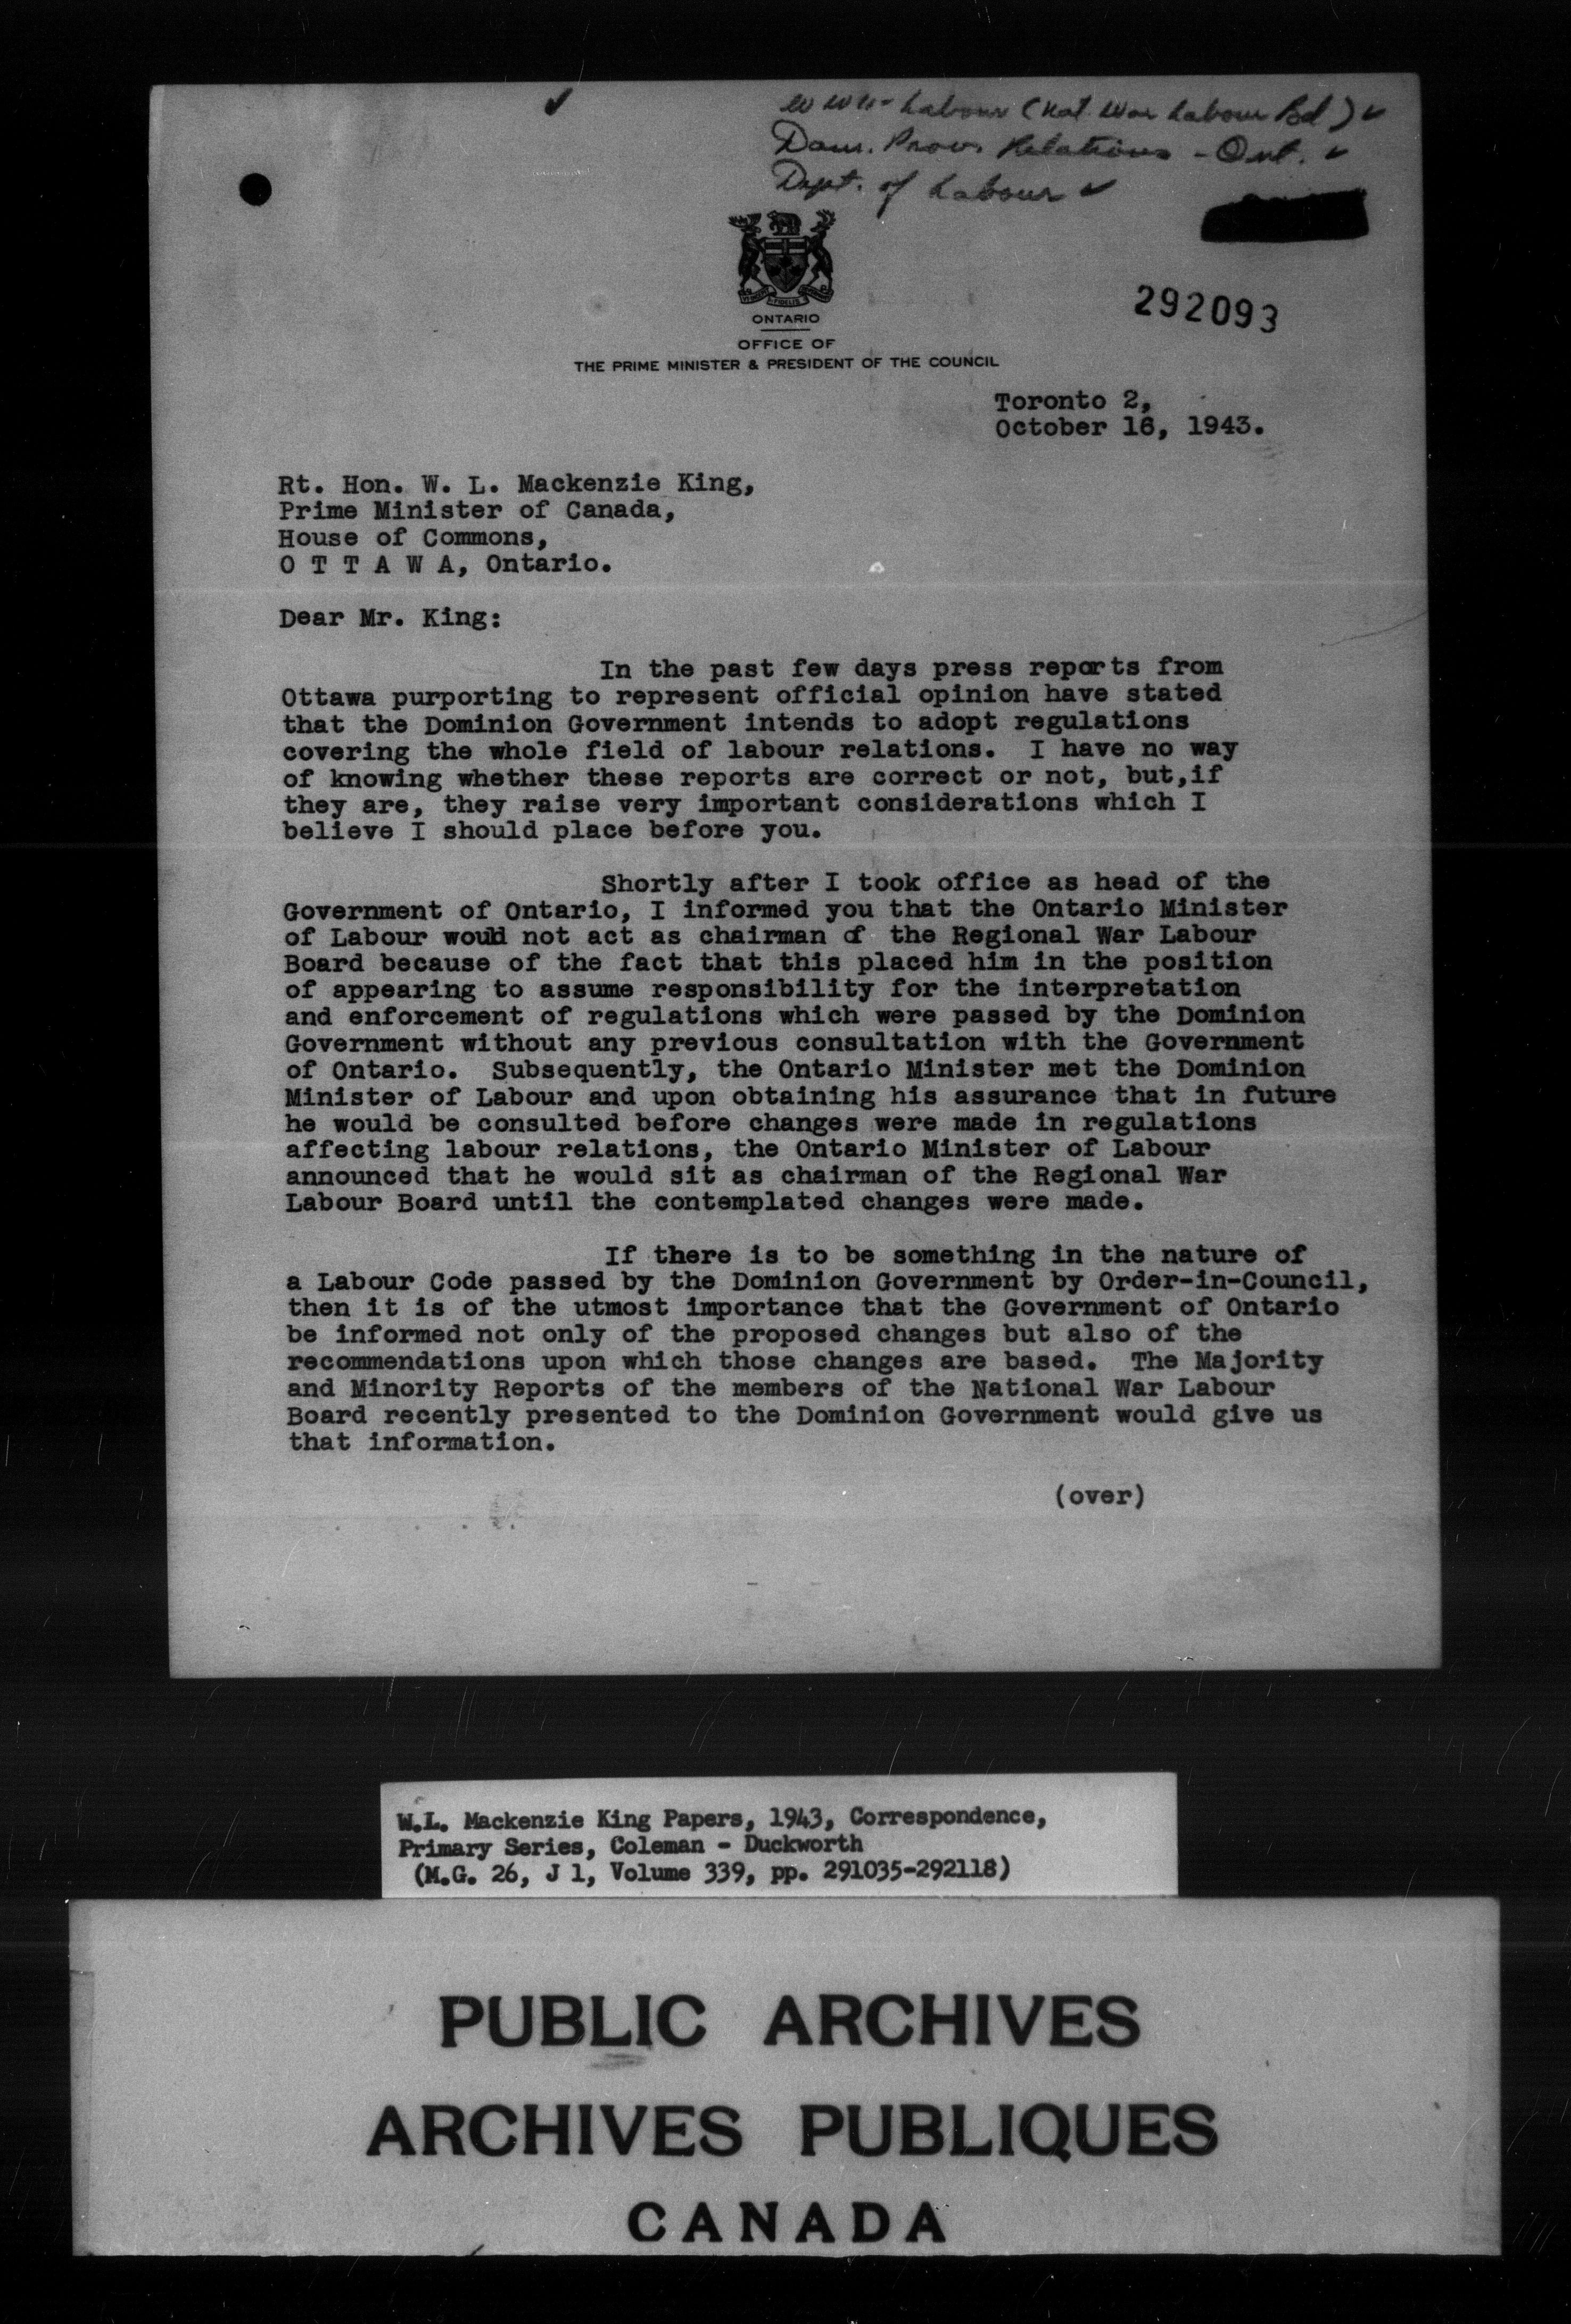 W W II - Labour (Nat. War Labour Bd)
Dom. Prov. Relations - Ont.
Dept. of Labour
ONTARIO
OFFICE OF
THE PRIME MINISTER & PRESIDENT OF THE COUNCIL
292093
Toronto 2,
October 16, 1943.
Rt. Hon. W. L. Mackenzie King,
Prime Minister of Canada,
House of Commons,
O T T A W A, Ontario.
Dear Mr. King:
In the past few days press reports from
Ottawa purporting to represent official opinion have stated
that the Dominion Government intends to adopt regulations
covering the whole field of labour relations. I have no way
of knowing whether these reports are correct or not, but,if
they are, they raise very important considerations which I
believe I should place before you.
Shortly after I took office as head of the
Government of Ontario, I informed you that the Ontario Minister
of Labour would not act as chairman of the Regional War Labour
Board because of the fact that this placed him in the position
of appearing to assume responsibility for the interpretation
and enforcement of regulations which were passed by the Dominion
Government without any previous consultation with the Government
of Ontario. Subsequently, the Ontario Minister met the Dominion
Minister of Labour and upon obtaining his assurance that in future
he would be consulted before changes were made in regulations
affecting labour relations, the Ontario Minister of Labour
announced that he would sit as chairman of the Regional War
Labour Board until the contemplated changes were made.
If there is to be something in the nature of
a Labour Code passed by the Dominion Government by Order-in-Council,
then it is of the utmost importance that the Government of Ontario
be informed not only of the proposed changes but also of the
recommendations upon which those changes are based. The Majority
and Minority Reports of the members of the National War Labour
Board recently presented to the Dominion Government would give us
that information.
(over)
W.L. Mackenzie King Papers, 1943, Correspondence,
Primary Series, Coleman - Duckworth
(M.G. 26, J 1, Volume 339, pp. 291035-292118)
PUBLIC ARCHIVES
ARCHIVES PUBLIQUES
CANADA